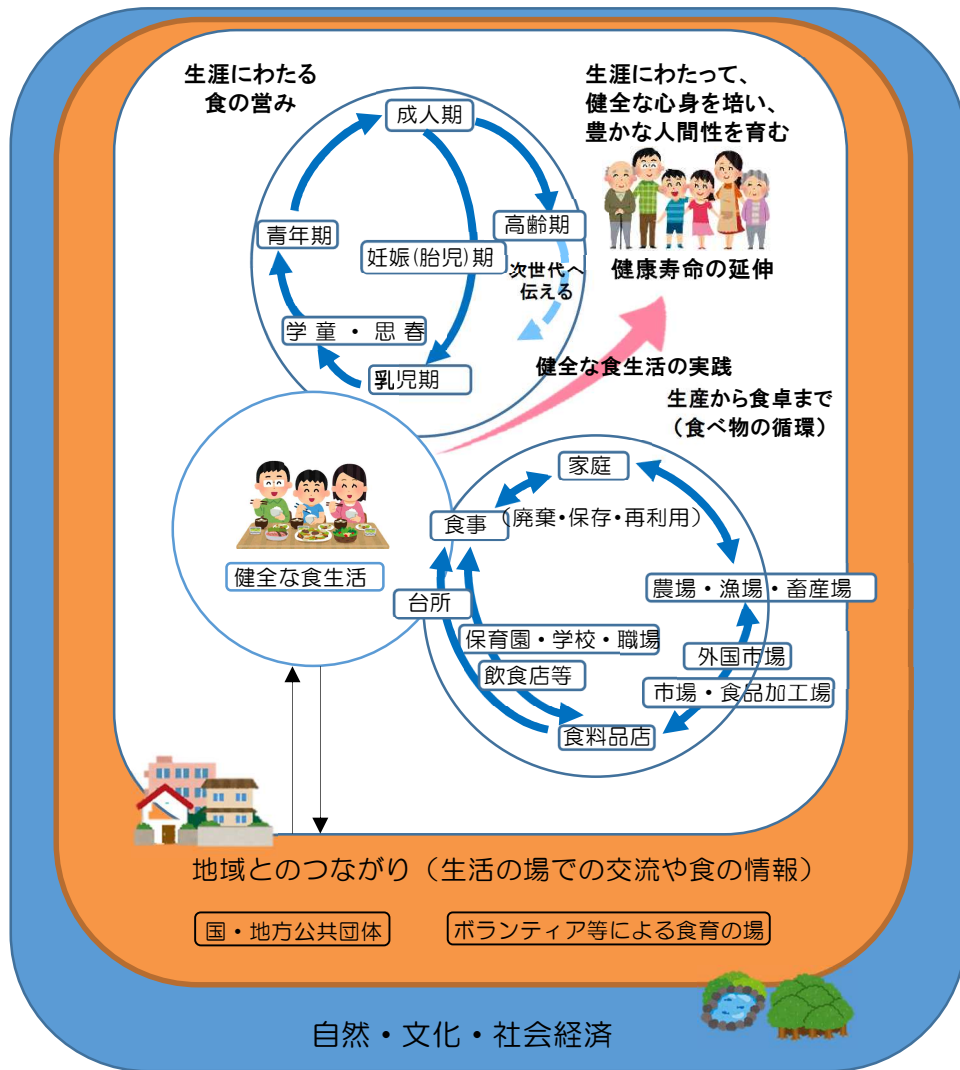 生涯にわたる
食の営み
生涯にわたって、
健全な心身を培い、
豊かな人間性を育む
成人期
高齢期
青年期
妊娠(胎児)期
次世代へ
伝える
健康寿命の延伸
学 童 ・ 思 春
乳児期
健全な食生活の実践
生産から食卓まで
（食べ物の循環）
家庭
食事
（廃棄・保存・再利用）
健全な食生活
農場・漁場・畜産場
台所
保育園・学校・職場
外国市場
飲食店等
市場・食品加工場
食料品店
地域とのつながり（生活の場での交流や食の情報）
国・地方公共団体
ボランティア等による食育の場
自然・文化・社会経済